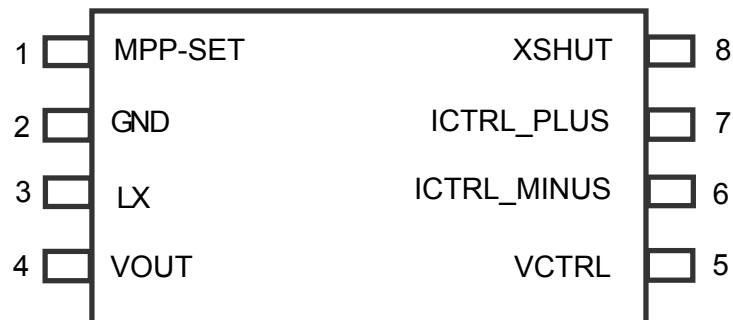 1 MPP-SET XSHUT 8
2 GND ICTRL_PLUS 7
3 LX ICTRL_MINUS 6
4 VOUT VCTRL 5